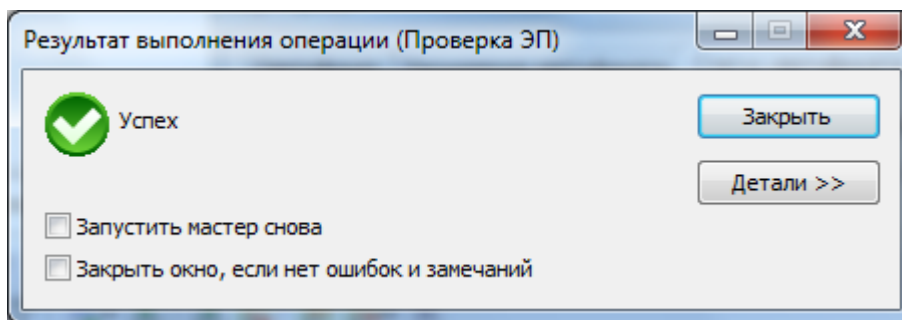 Результат выполнения операции (Проверка ЭП)
Успех
Закрыть
Детали >>
Запустить мастер снова
Закрыть окно, если нет ошибок и замечаний